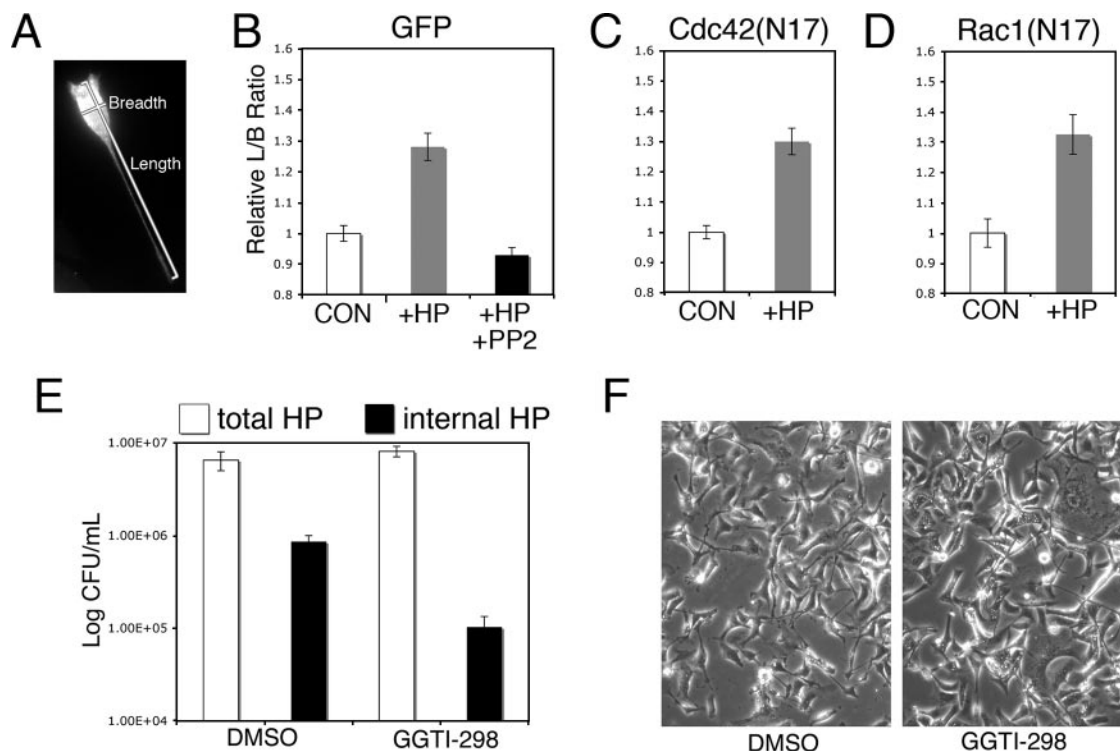 A
Breadth
Length
B
GFP
Relative L/B Ratio
1.6
1.5
1.4
1.3
1.2
1.1
1
0.9
0.8
CON
+HP
+HP
+PP2
C
Cdc42(N17)
1.6
1.5
1.4
1.3
1.2
1.1
1
0.9
0.8
CON
+HP
D
Rac1(N17)
1.6
1.5
1.4
1.3
1.2
1.1
1
0.9
0.8
CON
+HP
E
total HP
internal HP
Log CFU/mL
1.00E+07
1.00E+06
1.00E+05
1.00E+04
DMSO
GGTI-298
F
DMSO
GGTI-298